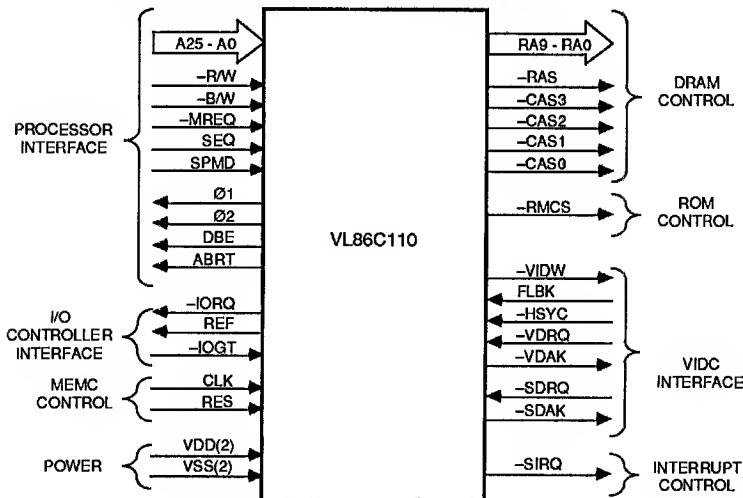 A25 - A0
–R/W
–B/W
–MREQ
SEQ
SPMD
Ø1
Ø2
DBE
ABRT
PROCESSOR
INTERFACE
–IORQ
REF
–IOGT
I/O
CONTROLLER
INTERFACE
CLK
RES
MEMC
CONTROL
VDD(2)
VSS(2)
POWER
VL86C110
RA9 - RA0
–RAS
–CAS3
–CAS2
–CAS1
–CAS0
DRAM
CONTROL
–RMCS
ROM
CONTROL
–VIDW
FLBK
–HSYC
–VDRQ
–VDAK
–SDRQ
–SDAK
VIDC
INTERFACE
–SIRQ
INTERRUPT
CONTROL